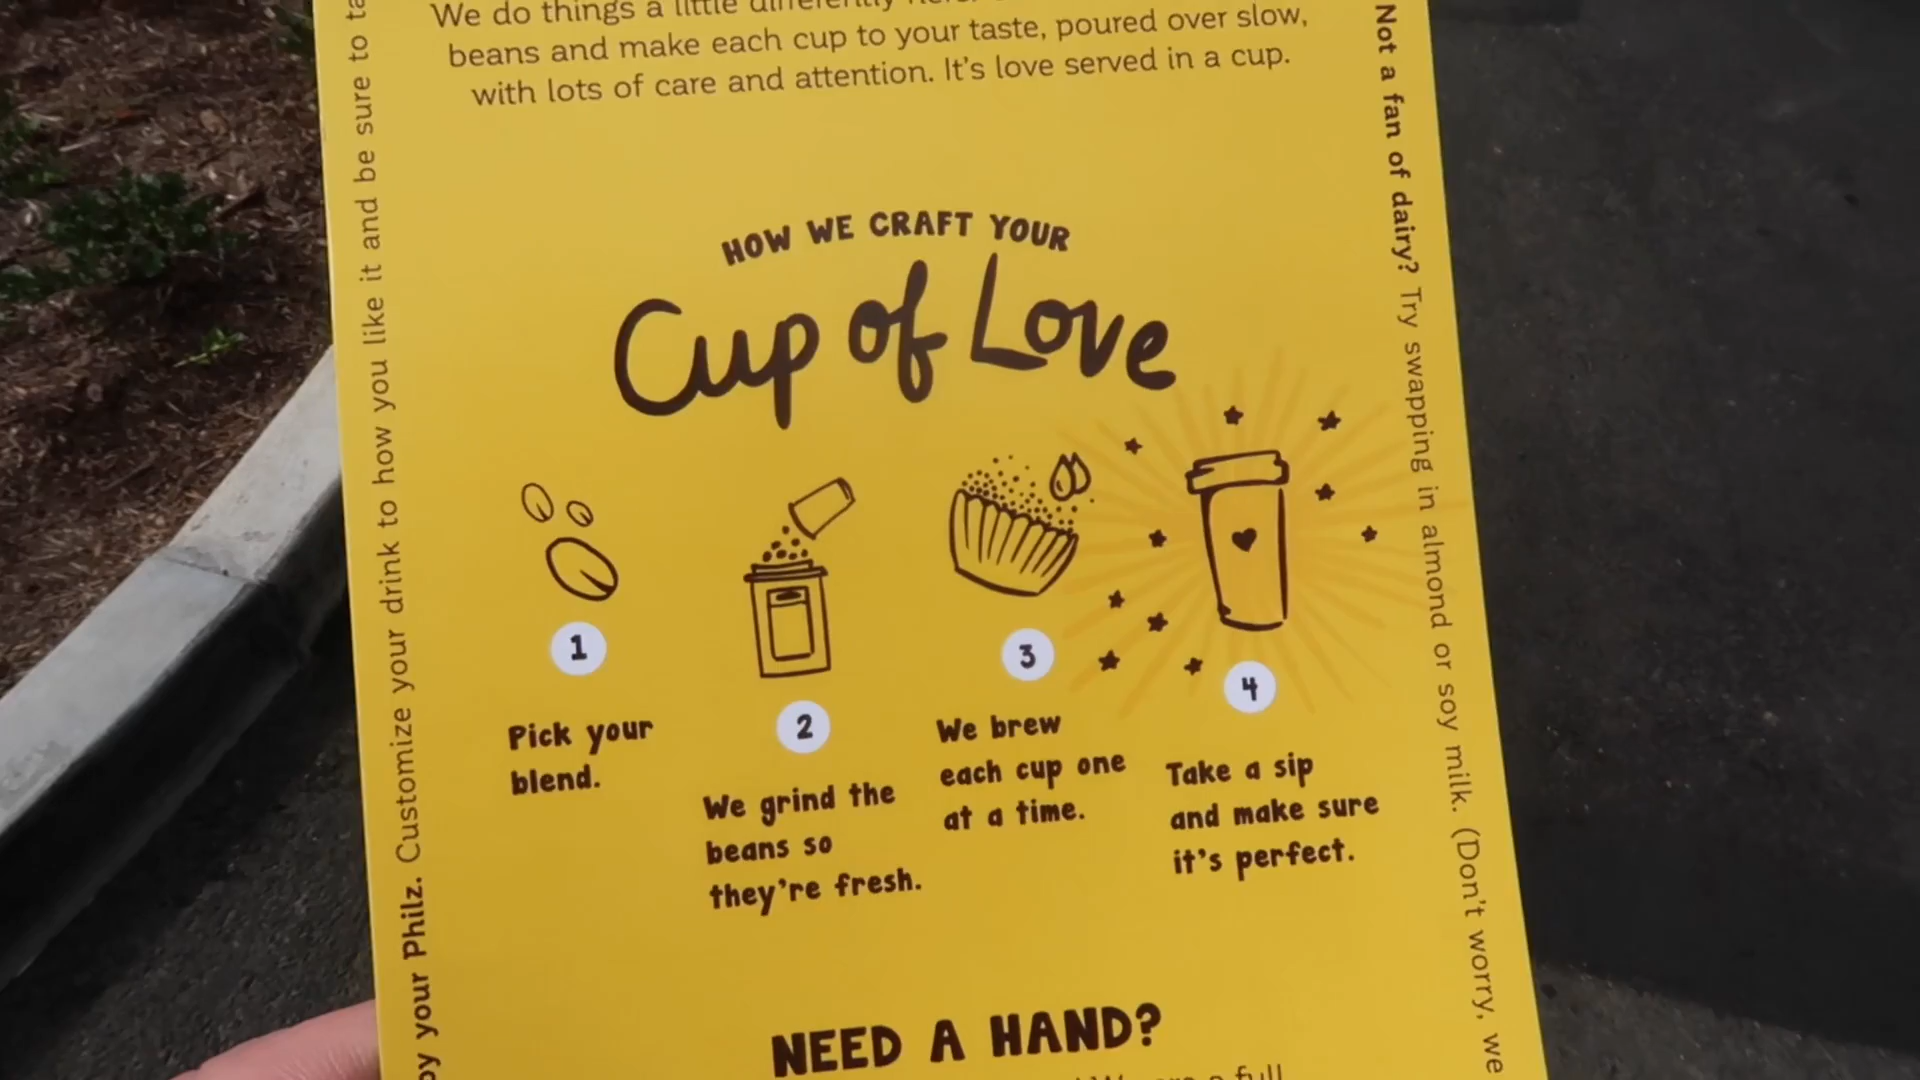 We do things a little differently
beans and make each cup to your taste, poured over slow,
with lots of care and attention. It's love served in a cup.
HOW WE CRAFT YOUR
Cup of Love
1
Pick your
blend.
2
We grind the
beans so
they're fresh.
3
We brew
each cup one
at a time.
4
Take a sip
and make sure
it's perfect.
NEED A HAND?
full
your Philz. Customize your drink to how you like it and be sure to
Not a fan of dairy? Try swapping in almond or soy milk. (Don't worry, we